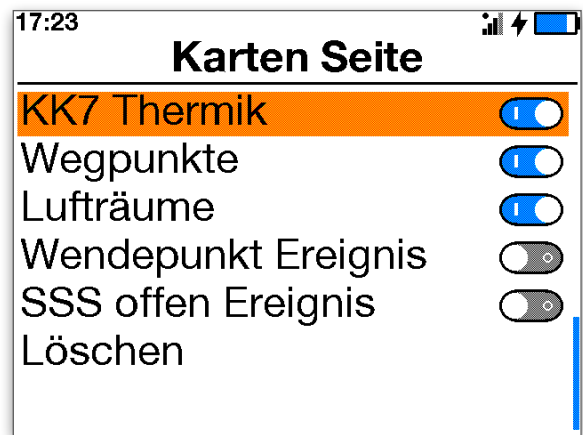 17:23
Karten Seite
KK7 Thermik
Wegpunkte
Lufträume
Wendepunkt Ereignis
SSS offen Ereignis
Löschen